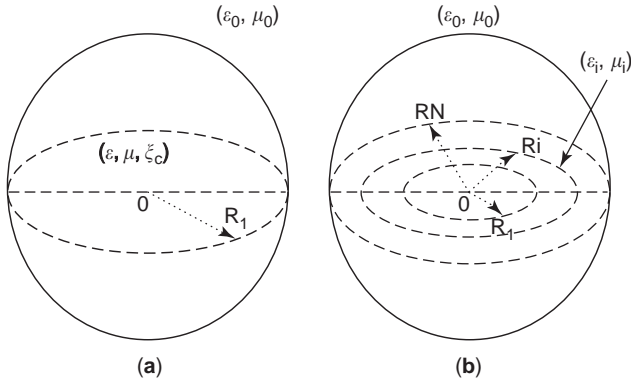 (ε₀, μ₀)
(ε, μ, ξc)
0
R₁
(a)
(ε₀, μ₀)
(εᵢ, μᵢ)
RN
Ri
0
R₁
(b)